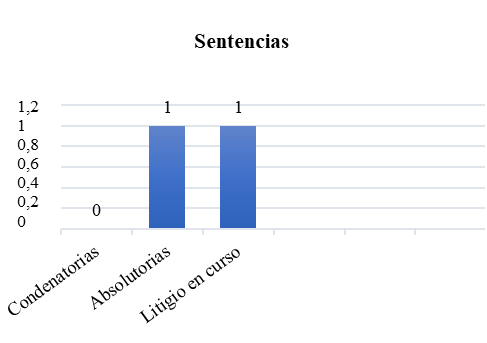 Sentencias
1,2
1
0,8
0,6
0,4
0,2
0
0
1
1
Condenatorias
Absolutorias
Litigio en curso